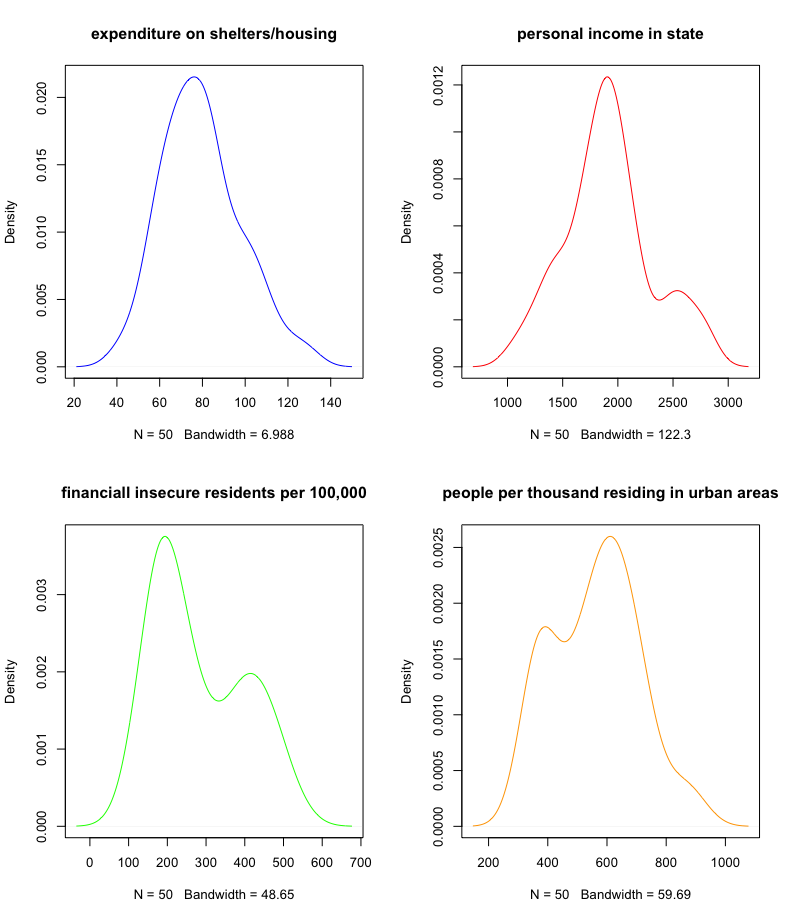 expenditure on shelters/housing
Density
0.000 0.005 0.010 0.015 0.020
20 40 60 80 100 120 140
N = 50 Bandwidth = 6.988
personal income in state
Density
0.0000 0.0004 0.0008 0.0012
1000 1500 2000 2500 3000
N = 50 Bandwidth = 122.3
financiall insecure residents per 100,000
Density
0.000 0.001 0.002 0.003
0 100 200 300 400 500 600 700
N = 50 Bandwidth = 48.65
people per thousand residing in urban areas
Density
0.0000 0.0005 0.0010 0.0015 0.0020 0.0025
200 400 600 800 1000
N = 50 Bandwidth = 59.69